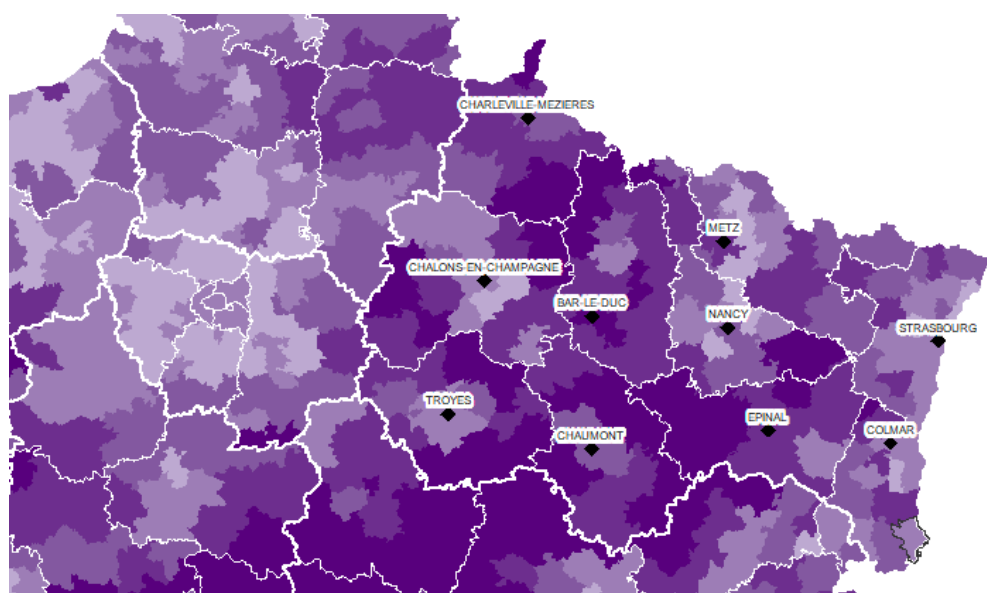 CHARLEVILLE-MEZIERES
METZ
CHALONS-EN-CHAMPAGNE
BAR-LE-DUC
NANCY
STRASBOURG
TROYES
EPINAL
COLMAR
CHAUMONT